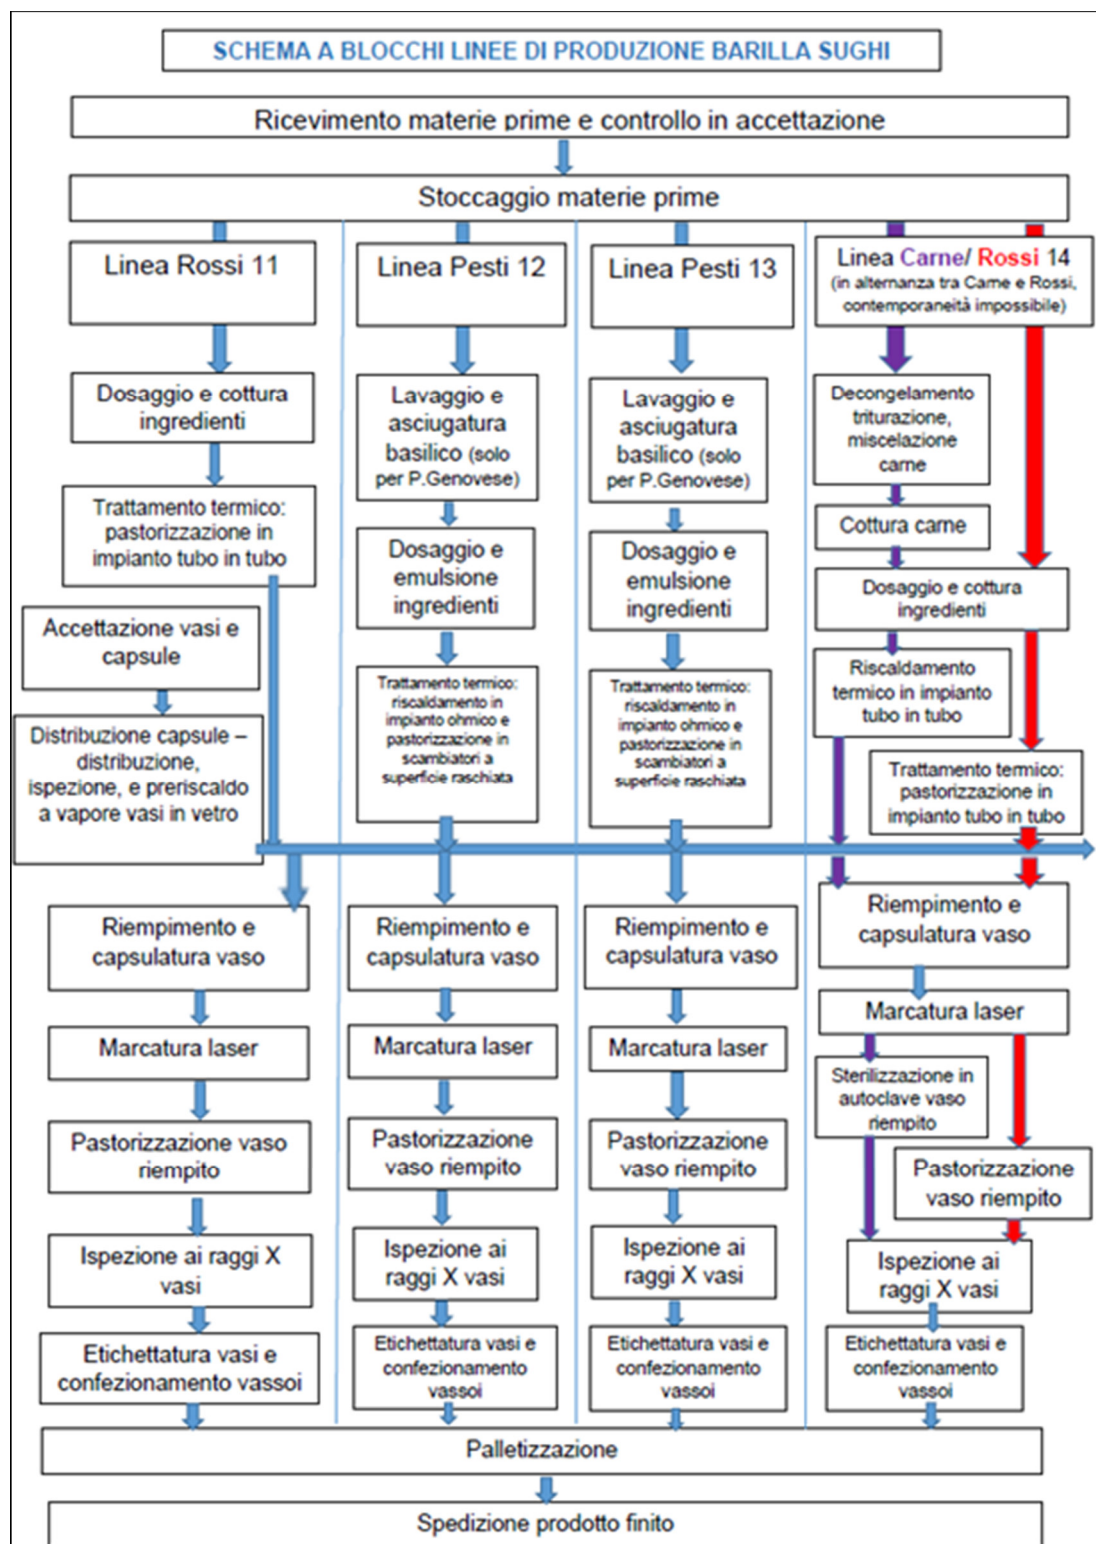 SCHEMA A BLOCCHI LINEE DI PRODUZIONE BARILLA SUGHI
Ricevimento materie prime e controllo in accettazione
Stoccaggio materie prime
Linea Rossi 11
Dosaggio e cottura
ingredienti
Trattamento termico:
pastorizzazione in
impianto tubo in tubo
Accettazione vasi e
capsule
Distribuzione capsule –
distribuzione,
ispezione, e preriscaldo
a vapore vasi in vetro
Riempimento e
capsulatura vaso
Marcatura laser
Pastorizzazione vaso
riempito
Ispezione ai raggi X
vasi
Etichettatura vasi e
confezionamento vassoi
Linea Pesti 12
Lavaggio e
asciugatura
basilico (solo
per P.Genovese)
Dosaggio e
emulsione
ingredienti
Trattamento termico:
riscaldamento in
impianto ohmico e
pastorizzazione in
scambiatori a
superficie raschiata
Riempimento e
capsulatura vaso
Marcatura laser
Pastorizzazione
vaso riempito
Ispezione ai
raggi X vasi
Etichettatura vasi e
confezionamento
vassoi
Linea Pesti 13
Lavaggio e
asciugatura
basilico (solo
per P.Genovese)
Dosaggio e
emulsione
ingredienti
Trattamento termico:
riscaldamento in
impianto ohmico e
pastorizzazione in
scambiatori a
superficie raschiata
Riempimento e
capsulatura vaso
Marcatura laser
Pastorizzazione
vaso riempito
Ispezione ai
raggi X vasi
Etichettatura vasi e
confezionamento
vassoi
Linea Carne/ Rossi 14
(in alternanza tra Carne e Rossi,
contemporaneità impossibile)
Decongelamento
triturazione,
miscelazione
carne
Cottura carne
Dosaggio e cottura
ingredienti
Riscaldamento
termico in impianto
tubo in tubo
Trattamento termico:
pastorizzazione in
impianto tubo in tubo
Riempimento e
capsulatura vaso
Marcatura laser
Sterilizzazione in
autoclave vaso
riempito
Pastorizzazione
vaso riempito
Ispezione ai
raggi X vasi
Etichettatura vasi e
confezionamento
vassoi
Palletizzazione
Spedizione prodotto finito